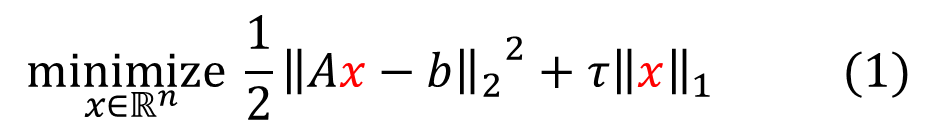 minimize 1/2 ‖Ax − b‖₂² + τ‖x‖₁ (1)
x∈ℝⁿ